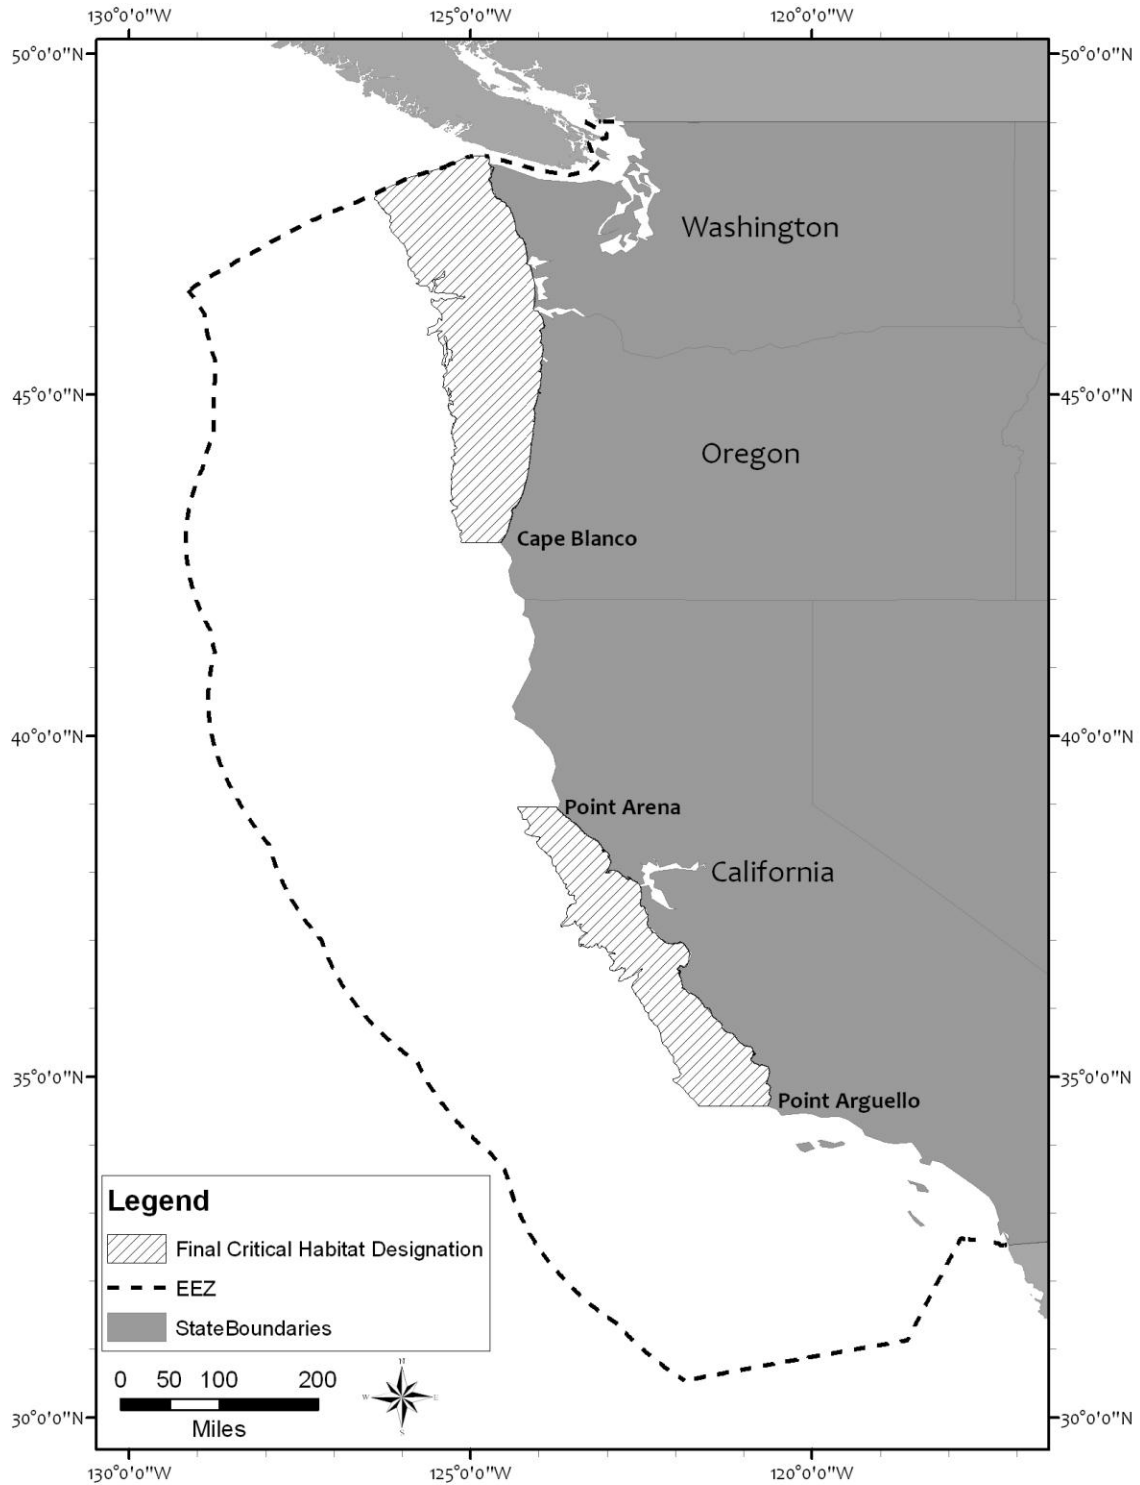 130°0'0"W 125°0'0"W 120°0'0"W
50°0'0"N 50°0'0"N
Washington
45°0'0"N 45°0'0"N
Oregon
Cape Blanco
40°0'0"N 40°0'0"N
Point Arena
California
35°0'0"N 35°0'0"N
Point Arguello
Legend
Final Critical Habitat Designation
EEZ
StateBoundaries
0 50 100 200
Miles
N
W E
S
30°0'0"N 30°0'0"N
130°0'0"W 125°0'0"W 120°0'0"W